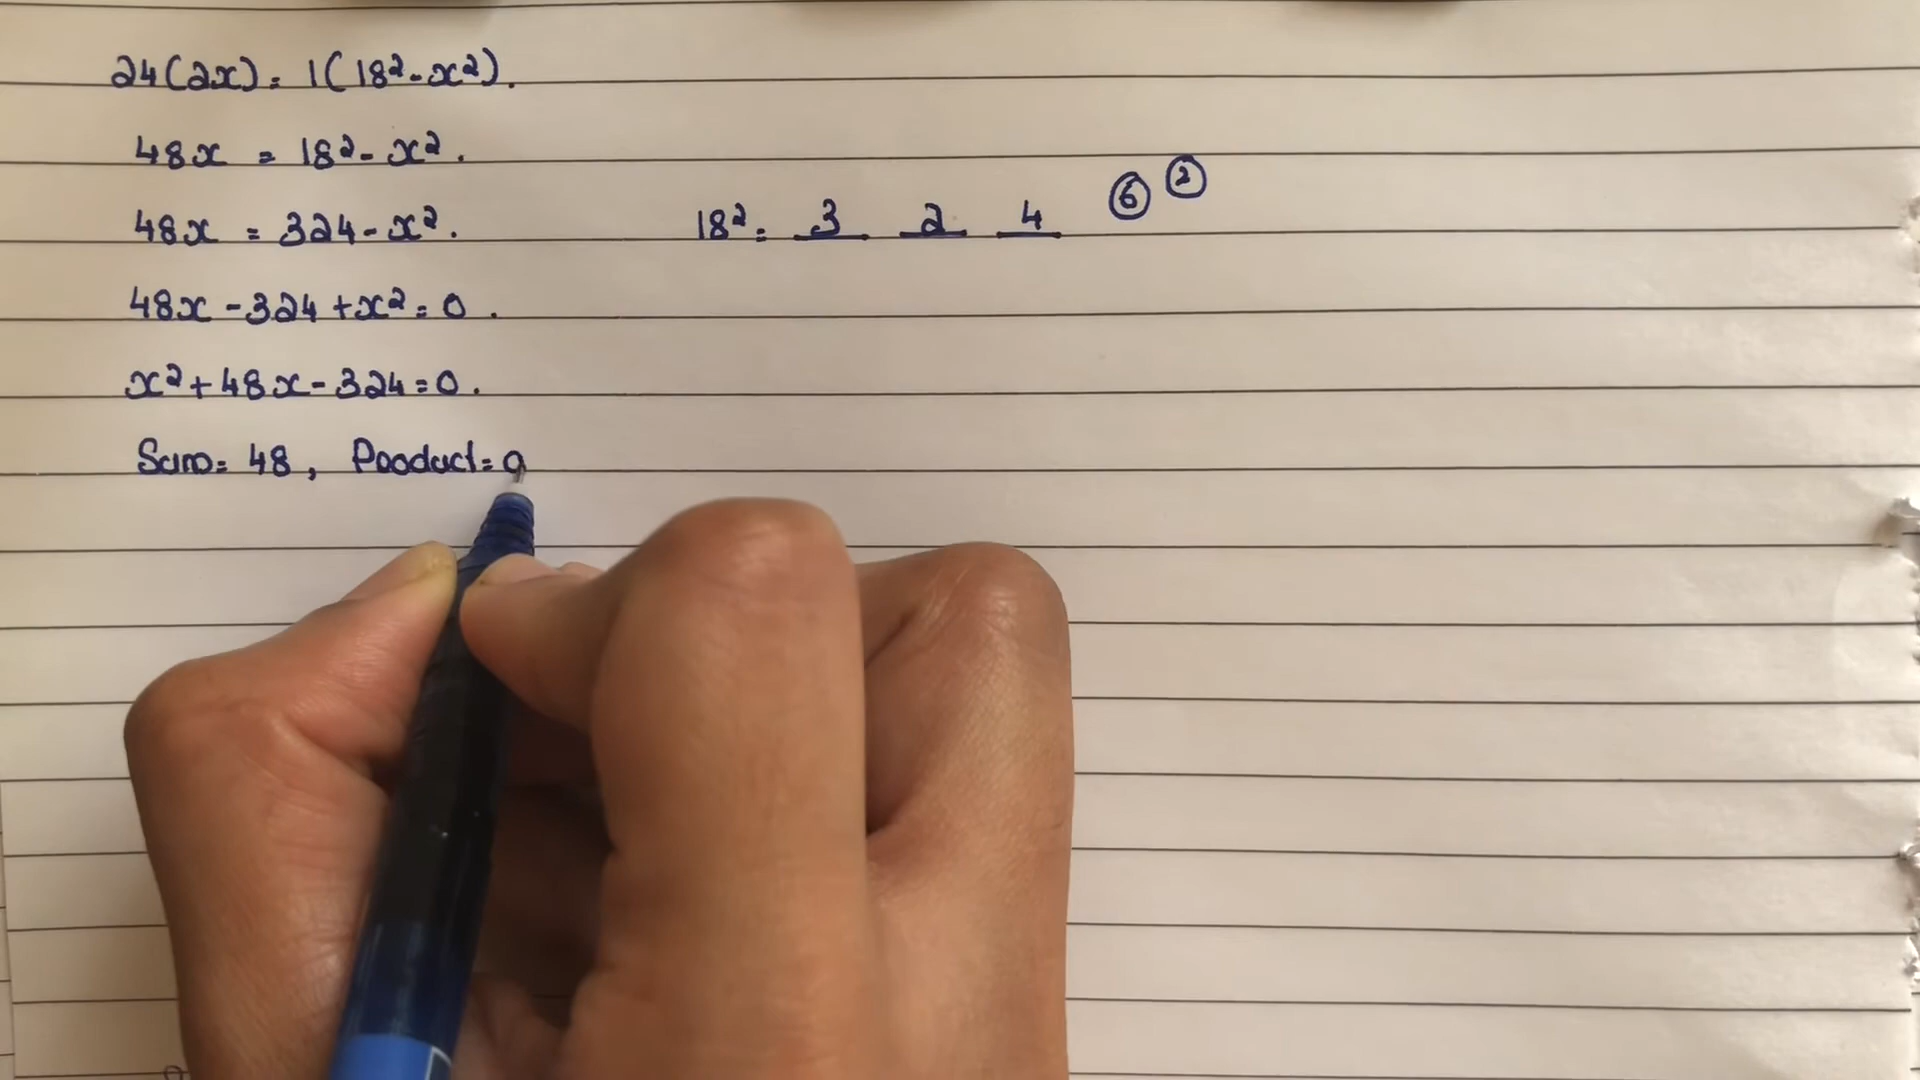 24(2x) = 1(18² - x²).
48x = 18² - x².
48x = 324 - x².
18² = 3 2 4 6 2
48x - 324 + x² = 0.
x² + 48x - 324 = 0.
Sum = 48, Product = a